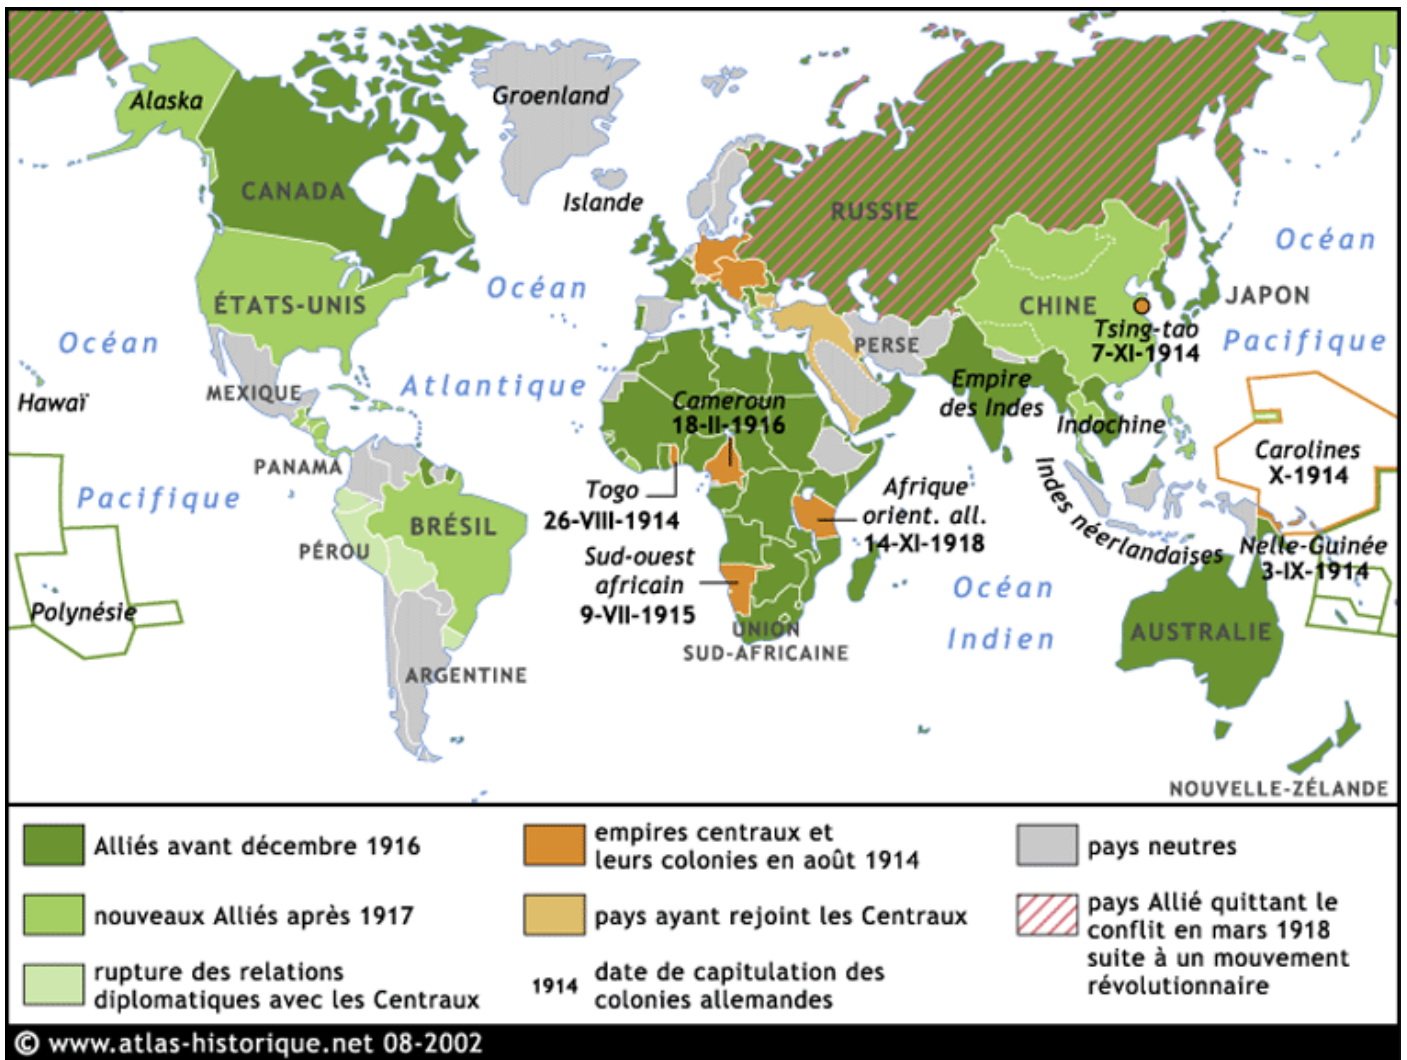 Alaska
Groenland
CANADA
Islande
RUSSIE
Océan
Océan
ÉTATS-UNIS
CHINE
JAPON
Tsing-tao
7-XI-1914
Océan
Pacifique
PERSE
Hawaï
MEXIQUE
Atlantique
Cameroun
18-II-1916
Empire
des Indes
Indochine
Carolines
X-1914
PANAMA
Pacifique
BRÉSIL
PÉROU
Togo
26-VIII-1914
Afrique
orient. all.
14-XI-1918
Indes néerlandaises
Nelle-Guinée
3-IX-1914
Sud-ouest
africain
9-VII-1915
Océan
Indien
Polynésie
UNION
SUD-AFRICAINE
AUSTRALIE
ARGENTINE
NOUVELLE-ZÉLANDE
Alliés avant décembre 1916
nouveaux Alliés après 1917
rupture des relations
diplomatiques avec les Centraux
empires centraux et
leurs colonies en août 1914
pays ayant rejoint les Centraux
1914
date de capitulation des
colonies allemandes
pays neutres
pays Allié quittant le
conflit en mars 1918
suite à un mouvement
révolutionnaire
© www.atlas-historique.net 08-2002